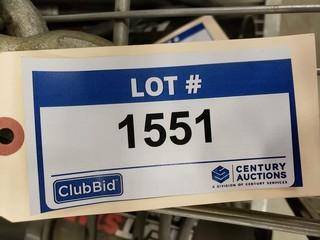 LOT #
1551
ClubBid®
CENTURY
AUCTIONS
A DIVISION OF CENTURY SERVICES